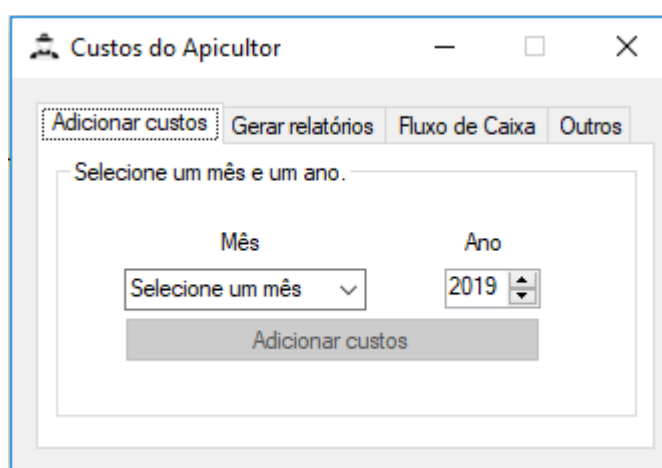 Custos do Apicultor
Adicionar custos Gerar relatórios Fluxo de Caixa Outros
Selecione um mês e um ano.
Mês Ano
Selecione um mês 2019
Adicionar custos